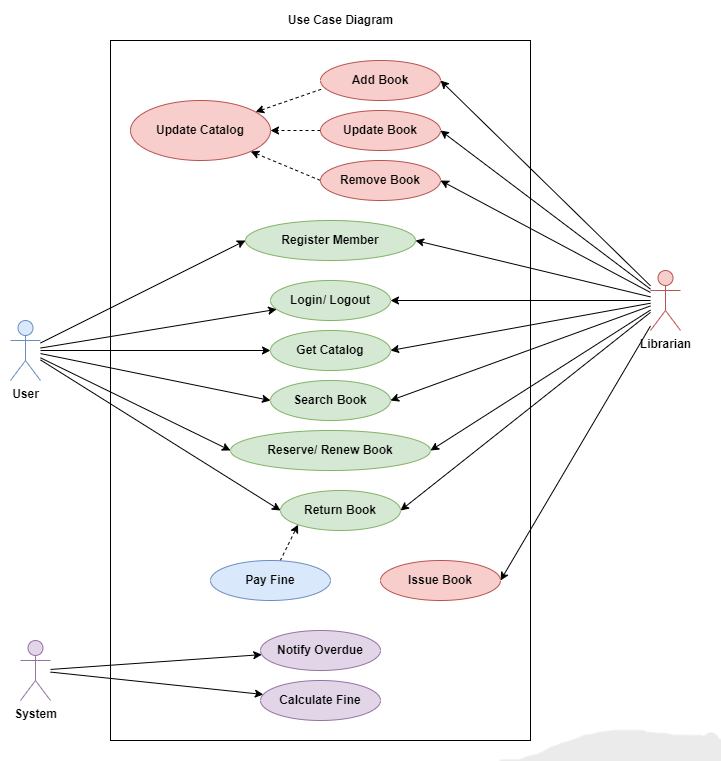 Use Case Diagram
Add Book
Update Catalog
Update Book
Remove Book
Register Member
Login/ Logout
Get Catalog
Librarian
User
Search Book
Reserve/ Renew Book
Return Book
Pay Fine
Issue Book
Notify Overdue
Calculate Fine
System